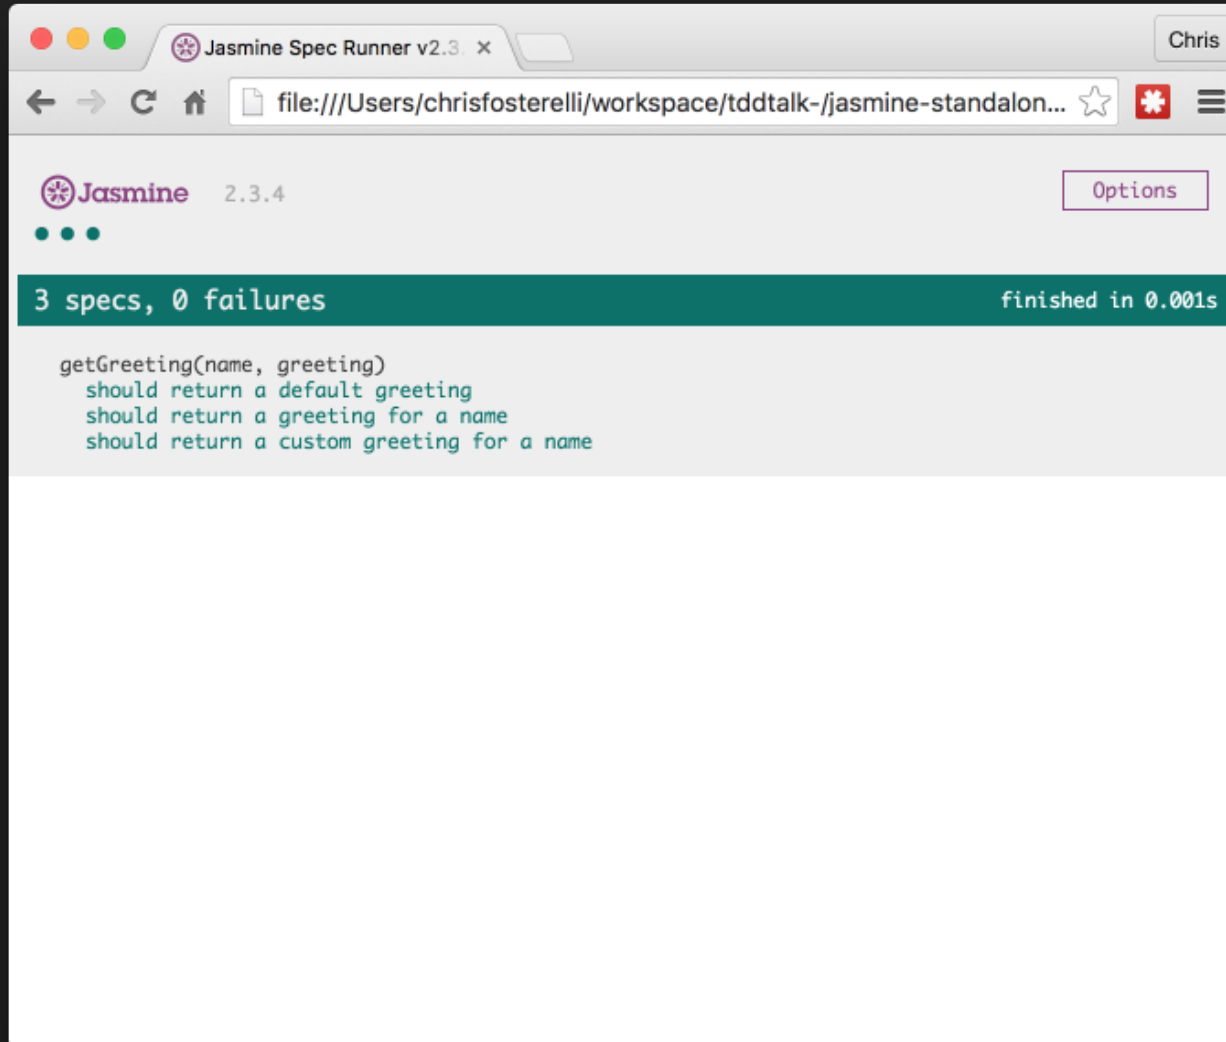 Jasmine Spec Runner v2.3.
Chris
file:///Users/chrisfosterelli/workspace/tddtalk-/jasmine-standalon...
Jasmine 2.3.4
Options
3 specs, 0 failures
finished in 0.001s
getGreeting(name, greeting)
should return a default greeting
should return a greeting for a name
should return a custom greeting for a name